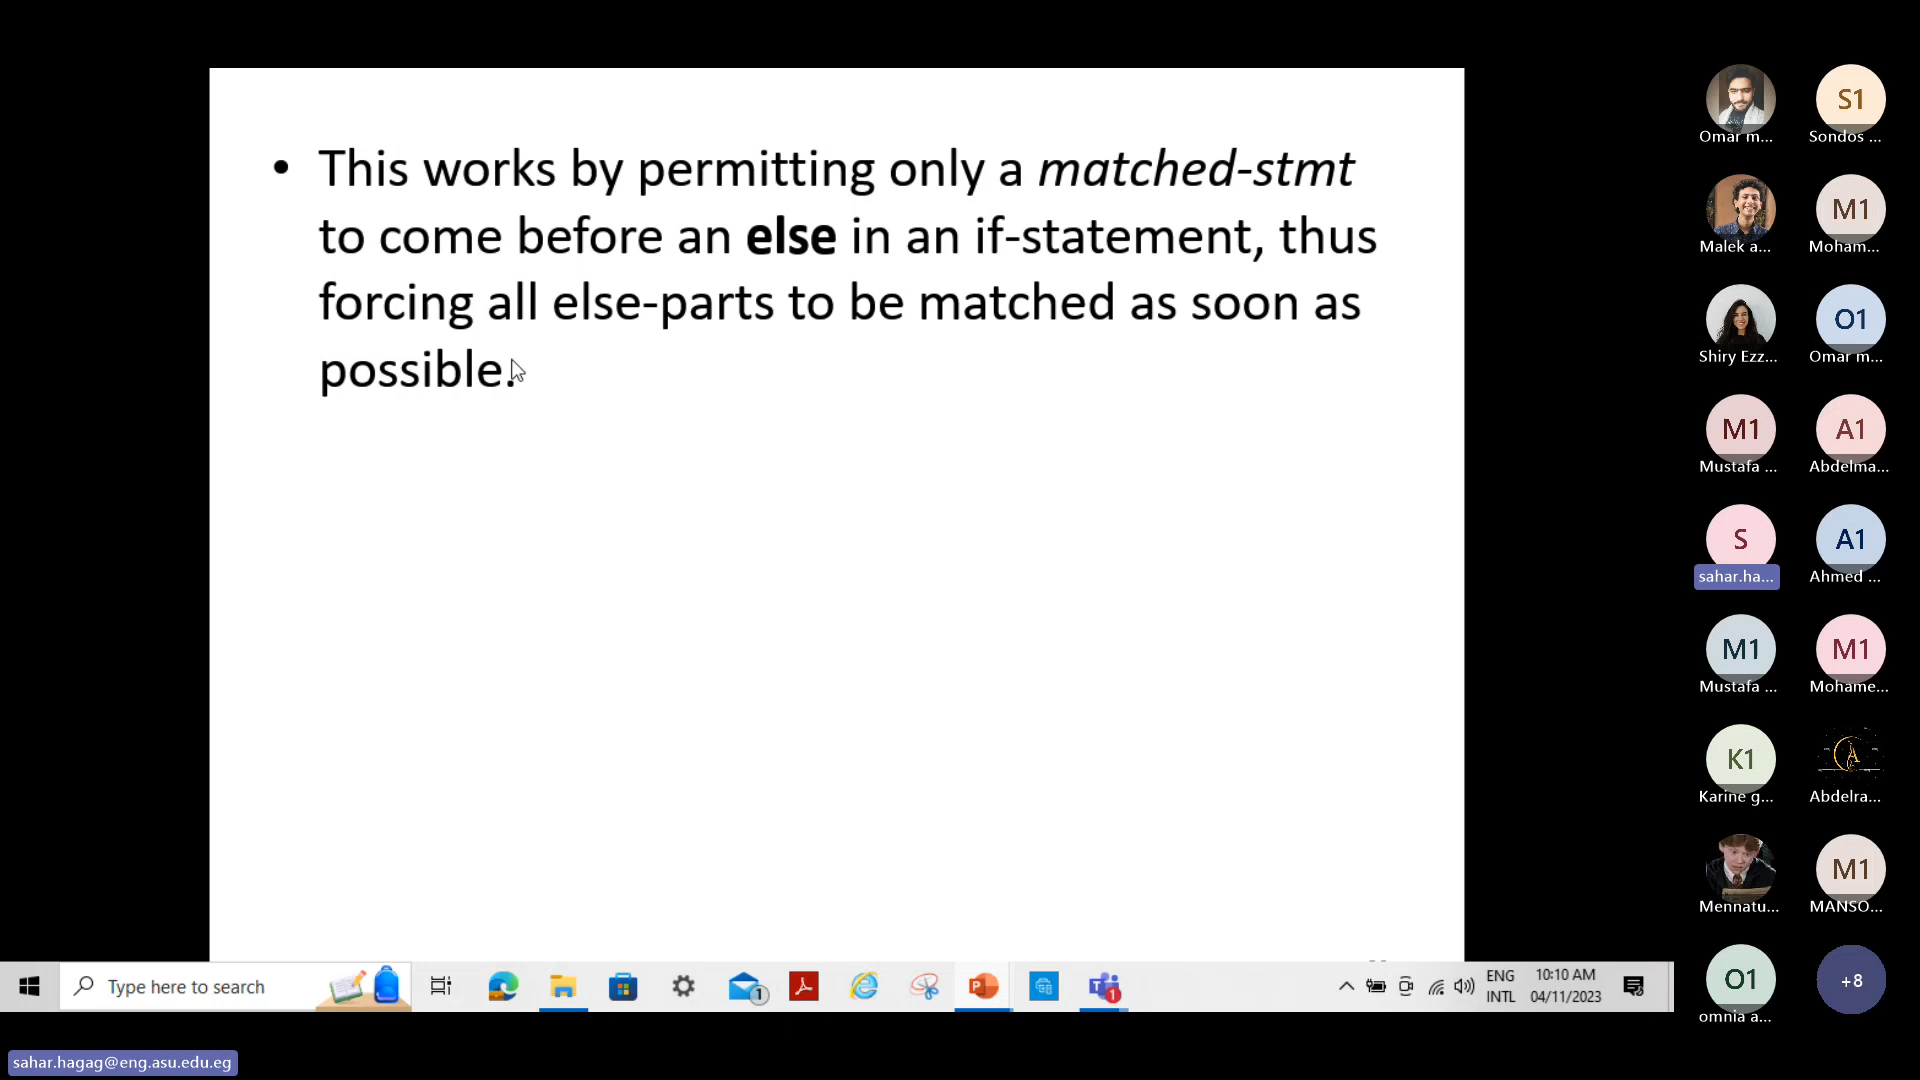 • This works by permitting only a matched-stmt
to come before an else in an if-statement, thus
forcing all else-parts to be matched as soon as
possible.
Omar m...
S1
Sondos ...
Malek a...
M1
Moham...
Shiry Ezz...
O1
Omar m...
M1
Mustafa ...
A1
Abdelma...
S
sahar.ha...
A1
Ahmed ...
M1
Mustafa ...
M1
Mohame...
K1
Karine g...
A
Abdelra...
Mennatu...
M1
MANSO...
O1
omnia a...
+8
Type here to search
1
1
ENG
INTL
10:10 AM
04/11/2023
sahar.hagag@eng.asu.edu.eg